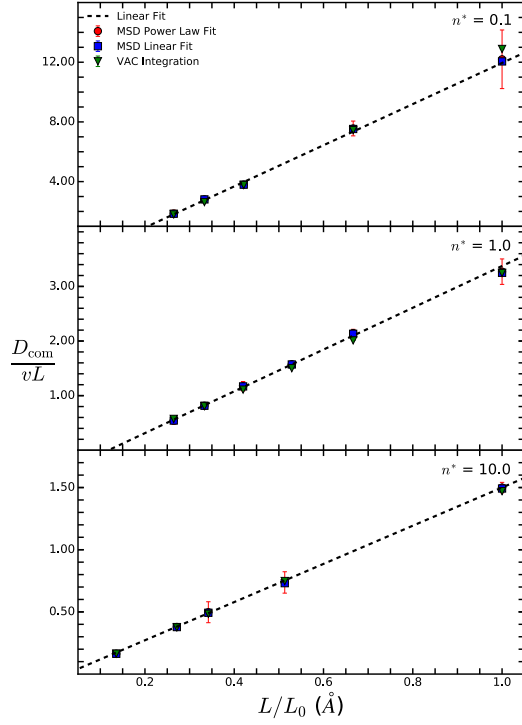 Linear Fit
MSD Power Law Fit
MSD Linear Fit
VAC Integration
n* = 0.1
12.00
8.00
4.00
n* = 1.0
3.00
2.00
1.00
D_com
vL
n* = 10.0
1.50
1.00
0.50
0.2 0.4 0.6 0.8 1.0
L/L_0 (Å)